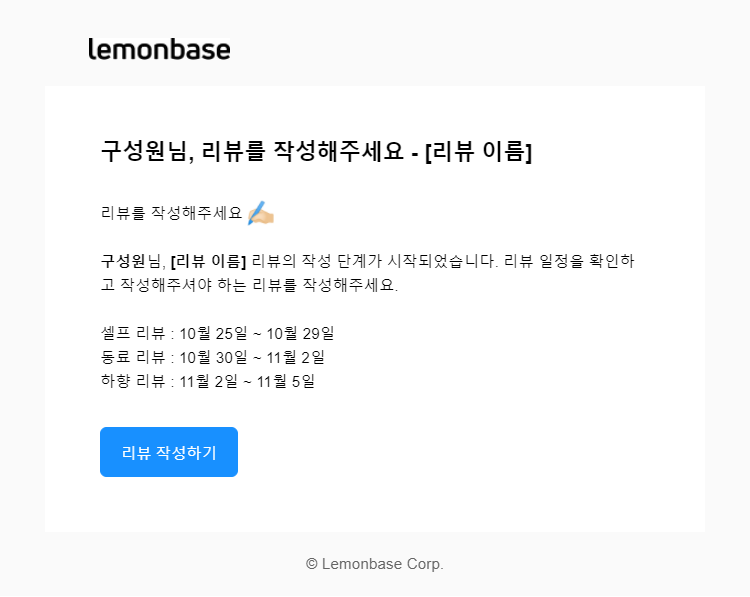 lemonbase
구성원님, 리뷰를 작성해주세요 - [리뷰 이름]
리뷰를 작성해주세요 ✍🏼
구성원님, [리뷰 이름] 리뷰의 작성 단계가 시작되었습니다. 리뷰 일정을 확인하
고 작성해주셔야 하는 리뷰를 작성해주세요.
셀프 리뷰 : 10월 25일 ~ 10월 29일
동료 리뷰 : 10월 30일 ~ 11월 2일
하향 리뷰 : 11월 2일 ~ 11월 5일
리뷰 작성하기
© Lemonbase Corp.